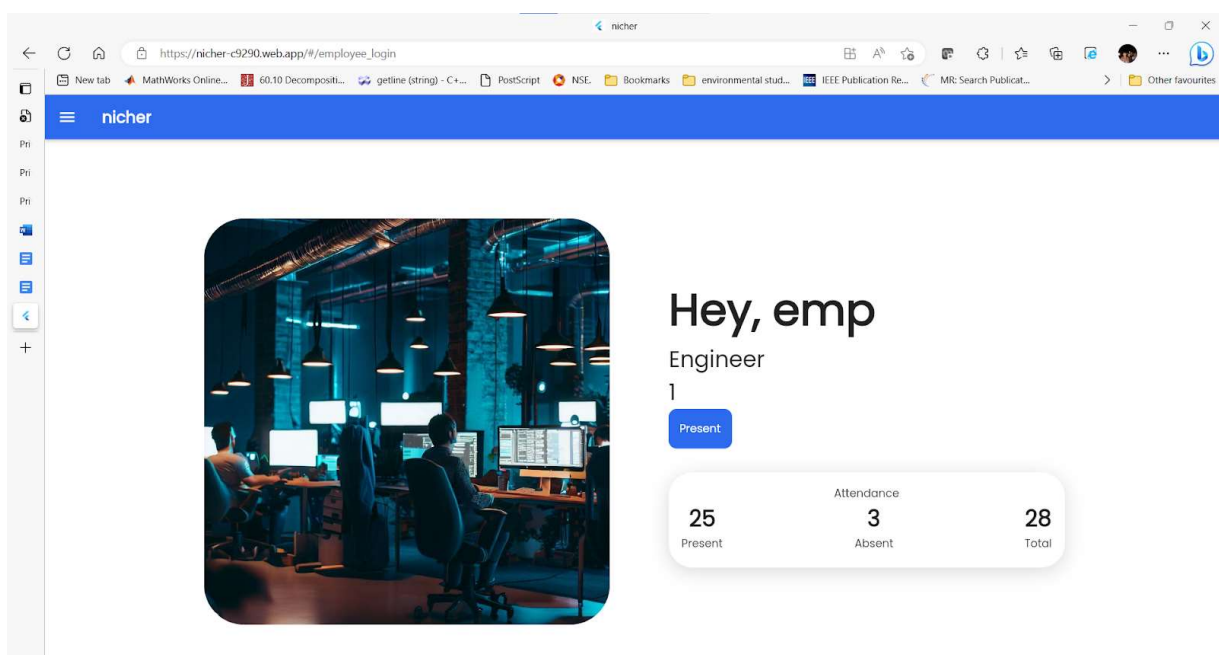 nicher
https://nicher-c9290.web.app/#/employee_login
New tab MathWorks Online... 60.10 Decompositi... getline (string) - C+... PostScript NSE. Bookmarks environmental stud... IEEE Publication Re... MR: Search Publicat... Other favourites
nicher
Pri
Pri
Pri
Hey, emp
Engineer
1
Present
Attendance
25 3 28
Present Absent Total